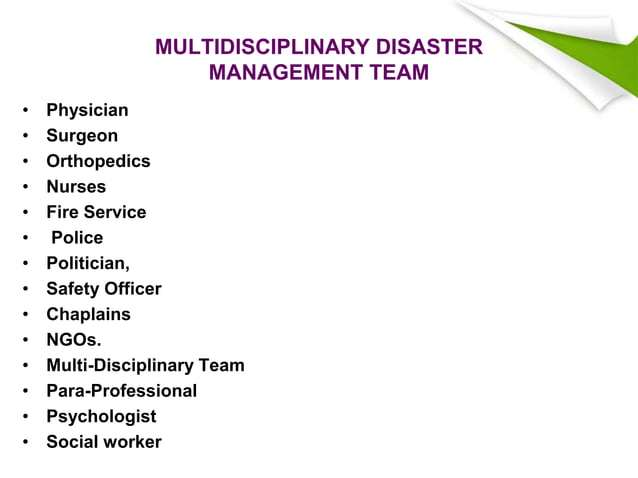 MULTIDISCIPLINARY DISASTER
MANAGEMENT TEAM
• Physician
• Surgeon
• Orthopedics
• Nurses
• Fire Service
• Police
• Politician,
• Safety Officer
• Chaplains
• NGOs.
• Multi-Disciplinary Team
• Para-Professional
• Psychologist
• Social worker